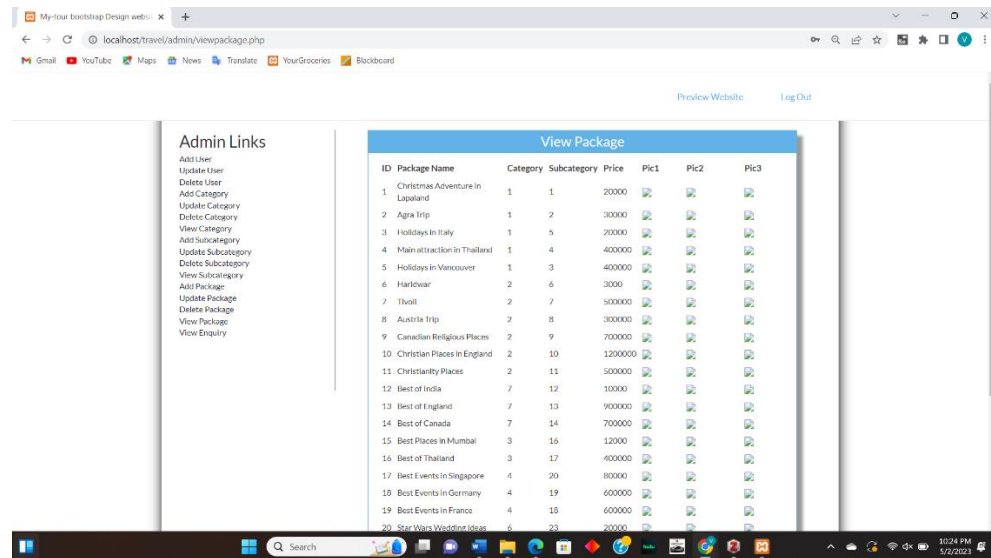 My-tour bootstrap Design websi
localhost/travel/admin/viewpackage.php
Gmail YouTube Maps News Translate YourGroceries Blackboard
Preview Website Log Out
Admin Links
Add User
Update User
Delete User
Add Category
Update Category
Delete Category
View Category
Add Subcategory
Update Subcategory
Delete Subcategory
View Subcategory
Add Package
Update Package
Delete Package
View Package
View Enquiry
View Package
ID Package Name Category Subcategory Price Pic1 Pic2 Pic3
1 Christmas Adventure in Lapaland 1 1 20000
2 Agra Trip 1 2 30000
3 Holidays in Italy 1 5 20000
4 Main attraction in Thailand 1 4 400000
5 Holidays in Vancouver 1 3 400000
6 Haridwar 2 6 3000
7 Tivoli 2 7 500000
8 Austria Trip 2 8 300000
9 Canadian Religious Places 2 9 700000
10 Christian Places in England 2 10 1200000
11 Christianity Places 2 11 500000
12 Best of India 7 12 10000
13 Best of England 7 13 900000
14 Best of Canada 7 14 700000
15 Best Places in Mumbai 3 16 12000
16 Best of Thailand 3 17 400000
17 Best Events in Singapore 4 20 80000
18 Best Events in Germany 4 19 600000
19 Best Events in France 4 18 600000
20 Star Wars Wedding Ideas 6 23 20000
Search
10:24 PM
5/2/2023